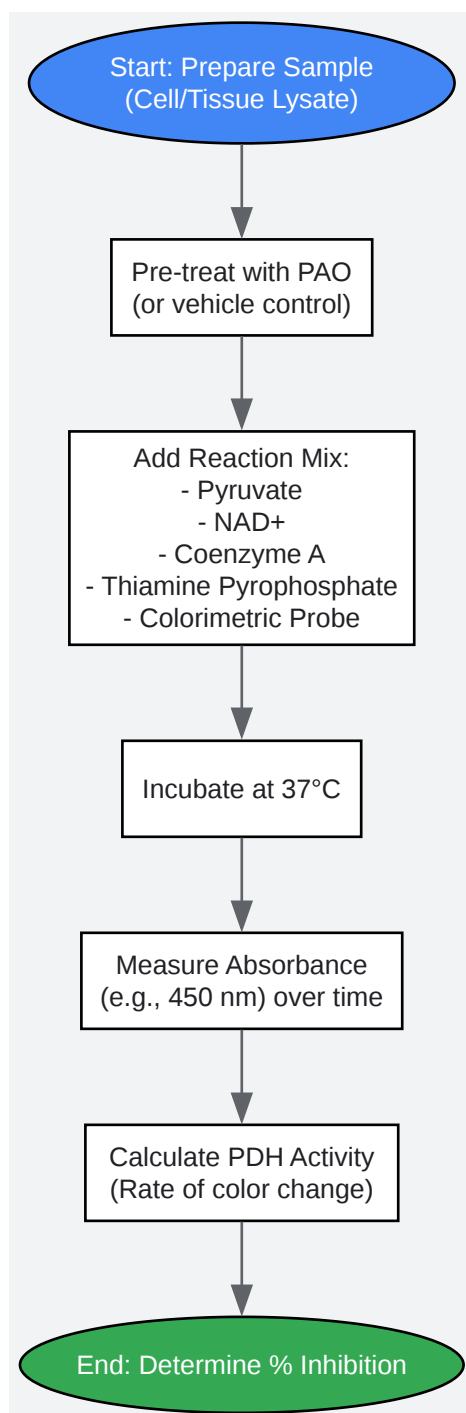 Start: Prepare Sample
(Cell/Tissue Lysate)
Pre-treat with PAO
(or vehicle control)
Add Reaction Mix:
- Pyruvate
- NAD+
- Coenzyme A
- Thiamine Pyrophosphate
- Colorimetric Probe
Incubate at 37°C
Measure Absorbance
(e.g., 450 nm) over time
Calculate PDH Activity
(Rate of color change)
End: Determine % Inhibition